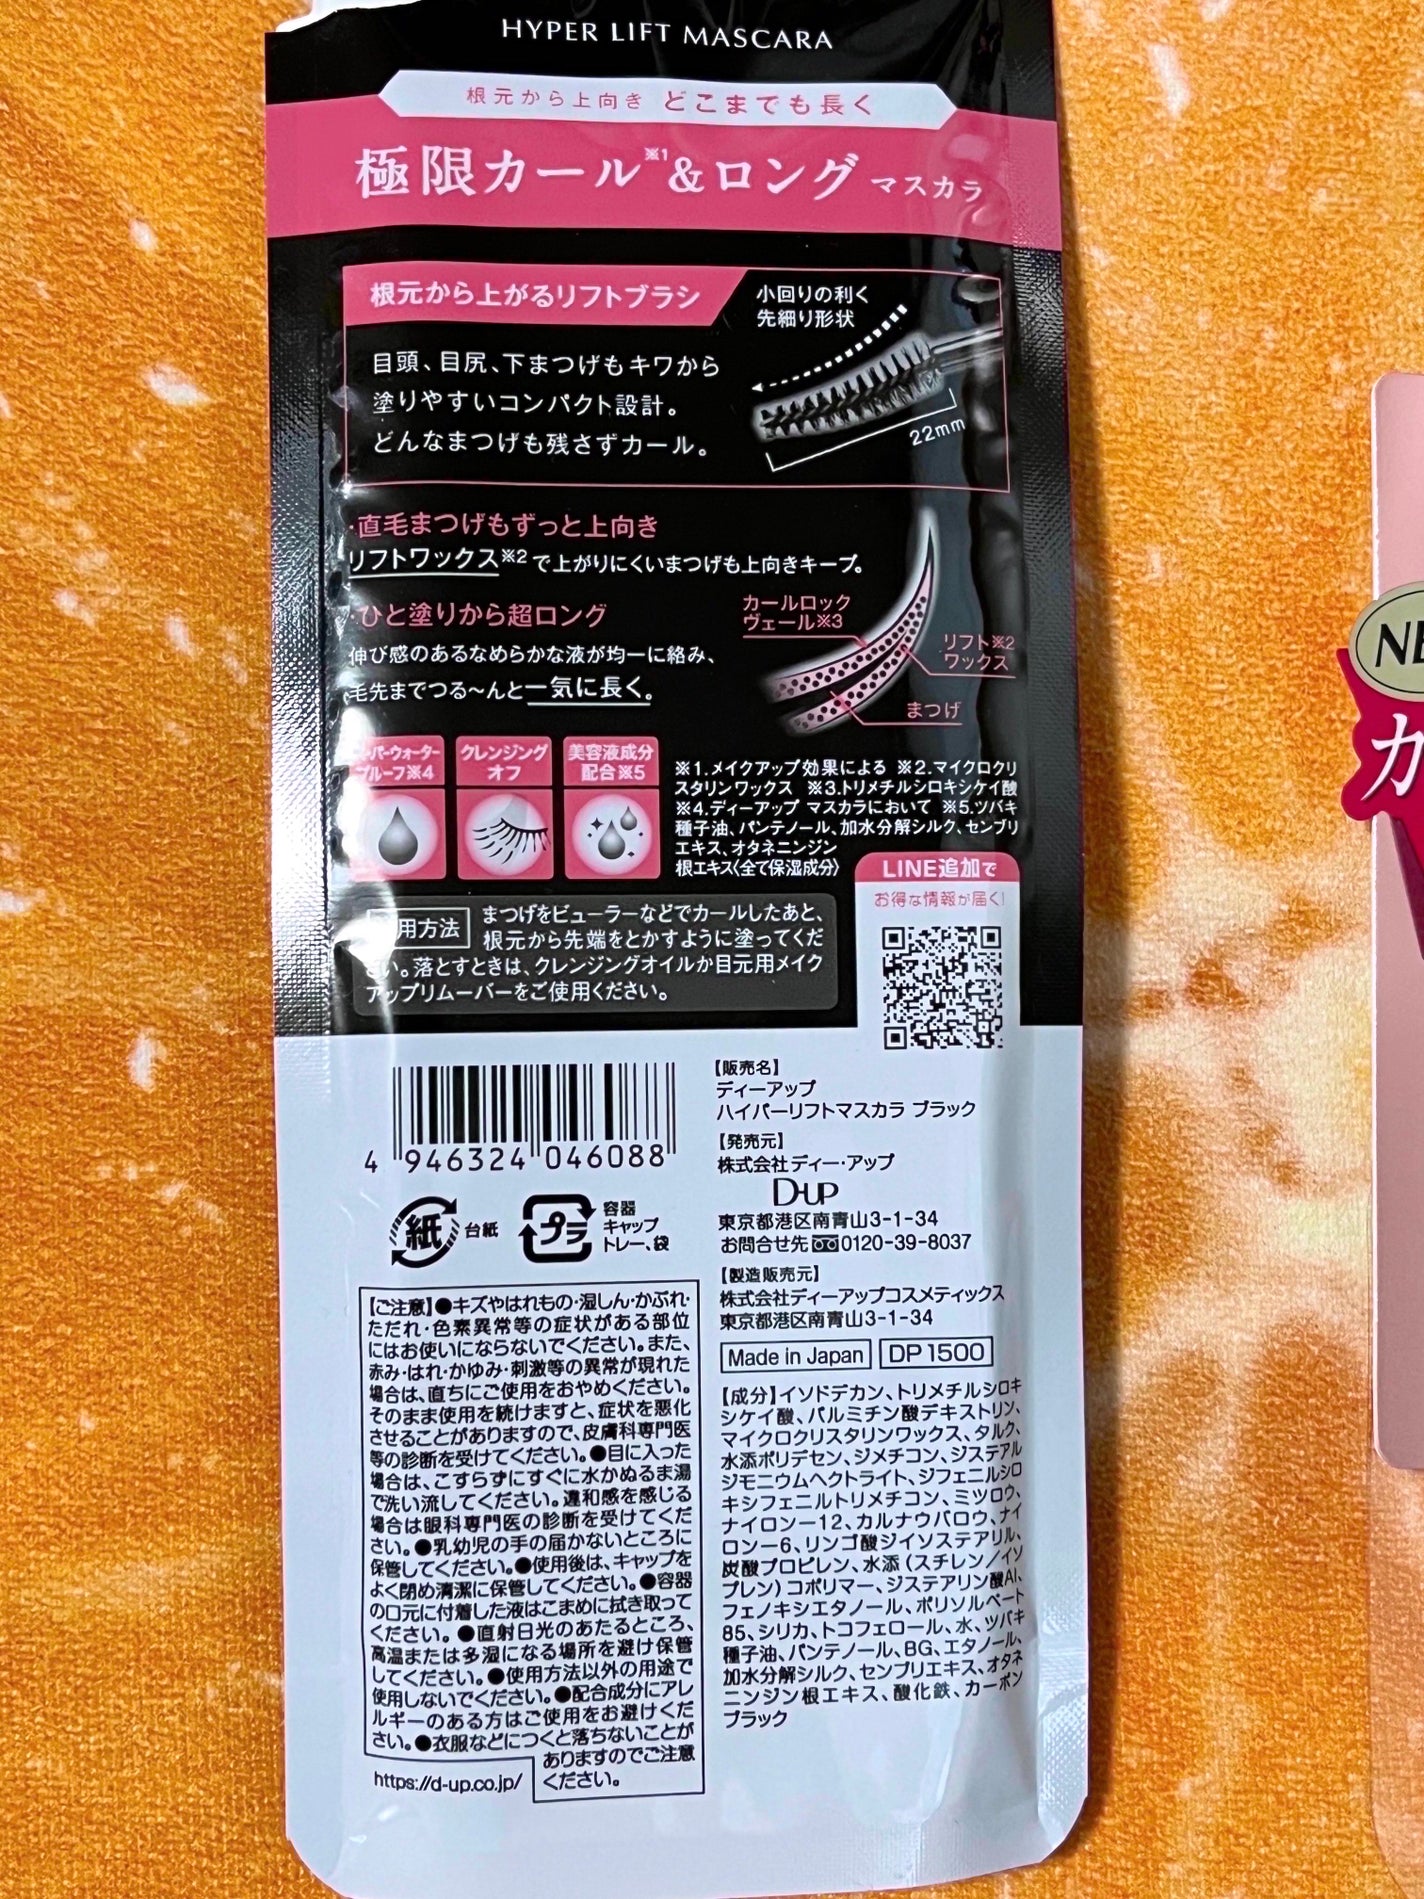 HYPER LIFT MASCARA
根元から上向き どこまでも長く
極限カール※1&ロング マスカラ
根元から上がるリフトブラシ
小回りの利く
先細り形状
目頭、目尻、下まつげもキワから
塗りやすいコンパクト設計。
どんなまつげも残さずカール。
22mm
・直毛まつげもずっと上向き
リフトワックス※2で上がりにくいまつげも上向きキープ。
・ひと塗りから超ロング
伸び感のあるなめらかな液が均一に絡み、
毛先までつる〜んと一気に長く。
カールロック
ヴェール※3
リフト※2
ワックス
まつげ
パーウォーター
プルーフ※4
クレンジング
オフ
美容液成分
配合※5
※1.メイクアップ効果による ※2.マイクロクリ
スタリンワックス ※3.トリメチルシロキシケイ酸
※4.ディーアップ マスカラにおいて ※5.ツバキ
種子油、パンテノール、加水分解シルク、センブリ
エキス、オタネニンジン
根エキス〈全て保湿成分〉
LINE追加で
お得な情報が届く!
用方法
まつげをビューラーなどでカールしたあと、
根元から先端をとかすように塗ってくだ
さい。落とすときは、クレンジングオイルか目元用メイク
アップリムーバーをご使用ください。
4 946324 046088
紙 台紙
プラ 容器
キャップ
トレー、袋
【販売名】
ディーアップ
ハイパーリフトマスカラ ブラック
【発売元】
株式会社ディー・アップ
D-UP
東京都港区南青山3-1-34
お問合せ先 0120-39-8037
【製造販売元】
株式会社ディーアップコスメティックス
東京都港区南青山3-1-34
Made in Japan DP1500
【ご注意】●キズやはれもの・湿しん・かぶれ・
ただれ・色素異常等の症状がある部位
にはお使いにならないでください。また、
赤み・はれ・かゆみ・刺激等の異常が現れた
場合は、直ちにご使用をおやめください。
そのまま使用を続けますと、症状を悪化
させることがありますので、皮膚科専門医
等の診断を受けてください。●目に入った
場合は、こすらずにすぐに水かぬるま湯
で洗い流してください。違和感を感じる
場合は眼科専門医の診断を受けてくだ
さい。●乳幼児の手の届かないところに
保管してください。●使用後は、キャップを
よく閉め清潔に保管してください。●容器
の口元に付着した液はこまめに拭き取って
ください。●直射日光のあたるところ、
高温または多湿になる場所を避け保管
してください。●使用方法以外の用途で
使用しないでください。●配合成分にアレ
ルギーのある方はご使用をお避けくだ
さい。●衣服などにつくと落ちないことが
ありますのでご注意
ください。
https://d-up.co.jp/
【成分】イソドデカン、トリメチルシロキ
シケイ酸、パルミチン酸デキストリン、
マイクロクリスタリンワックス、タルク、
水添ポリデセン、ジメチコン、ジステアル
ジモニウムヘクトライト、ジフェニルシロ
キシフェニルトリメチコン、ミツロウ、
ナイロン-12、カルナウバロウ、ナイ
ロン-6、リンゴ酸ジイソステアリル、
炭酸プロピレン、水添(スチレン/イソ
プレン)コポリマー、ジステアリン酸Al、
フェノキシエタノール、ポリソルベート
85、シリカ、トコフェロール、水、ツバキ
種子油、パンテノール、BG、エタノール、
加水分解シルク、センブリエキス、オタネ
ニンジン根エキス、酸化鉄、カーボン
ブラック